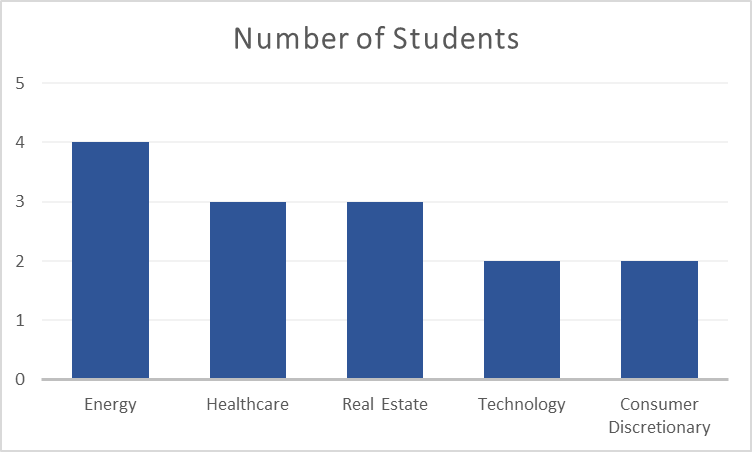 Number of Students
5
4
3
2
1
0
Energy
Healthcare
Real Estate
Technology
Consumer
Discretionary